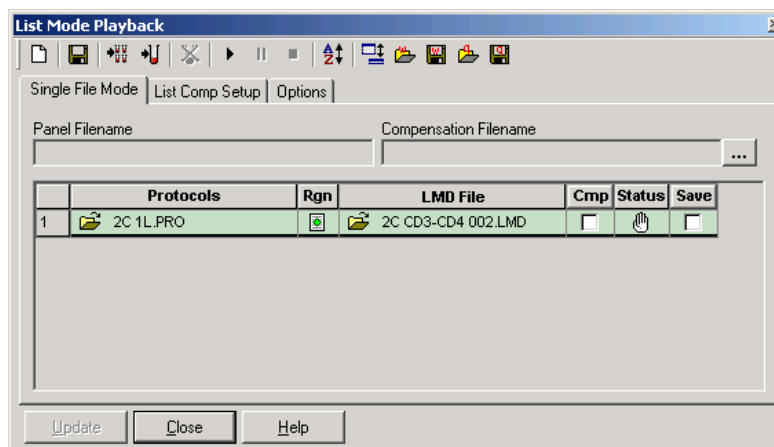 List Mode Playback
Single File Mode List Comp Setup Options
Panel Filename Compensation Filename
...
Protocols Rgn LMD File Cmp Status Save
1 2C 1L.PRO 2C CD3-CD4 002.LMD
Update Close Help